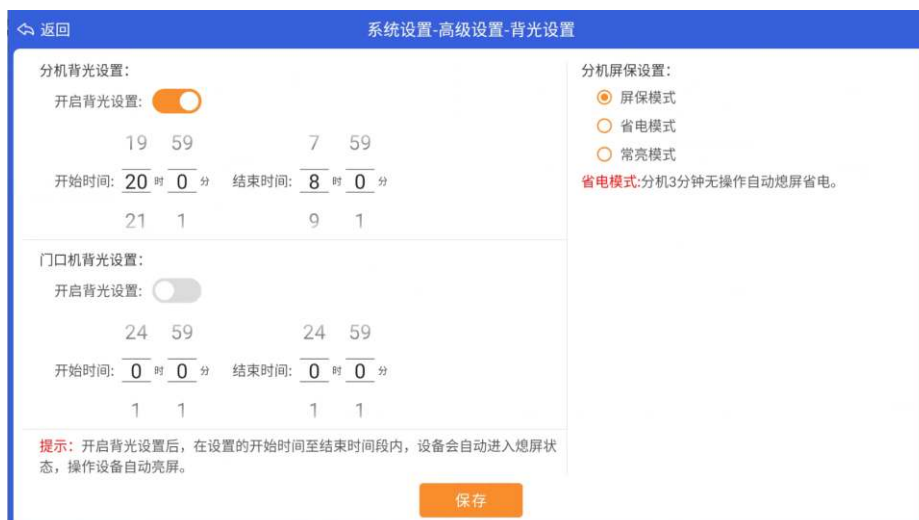 返回
系统设置-高级设置-背光设置
分机背光设置:
开启背光设置:
19 59 7 59
开始时间: 20 时 0 分 结束时间: 8 时 0 分
21 1 9 1
门口机背光设置:
开启背光设置:
24 59 24 59
开始时间: 0 时 0 分 结束时间: 0 时 0 分
1 1 1 1
提示：开启背光设置后，在设置的开始时间至结束时间段内，设备会自动进入熄屏状
态，操作设备自动亮屏。
分机屏保设置:
屏保模式
省电模式
常亮模式
省电模式:分机3分钟无操作自动熄屏省电。
保存